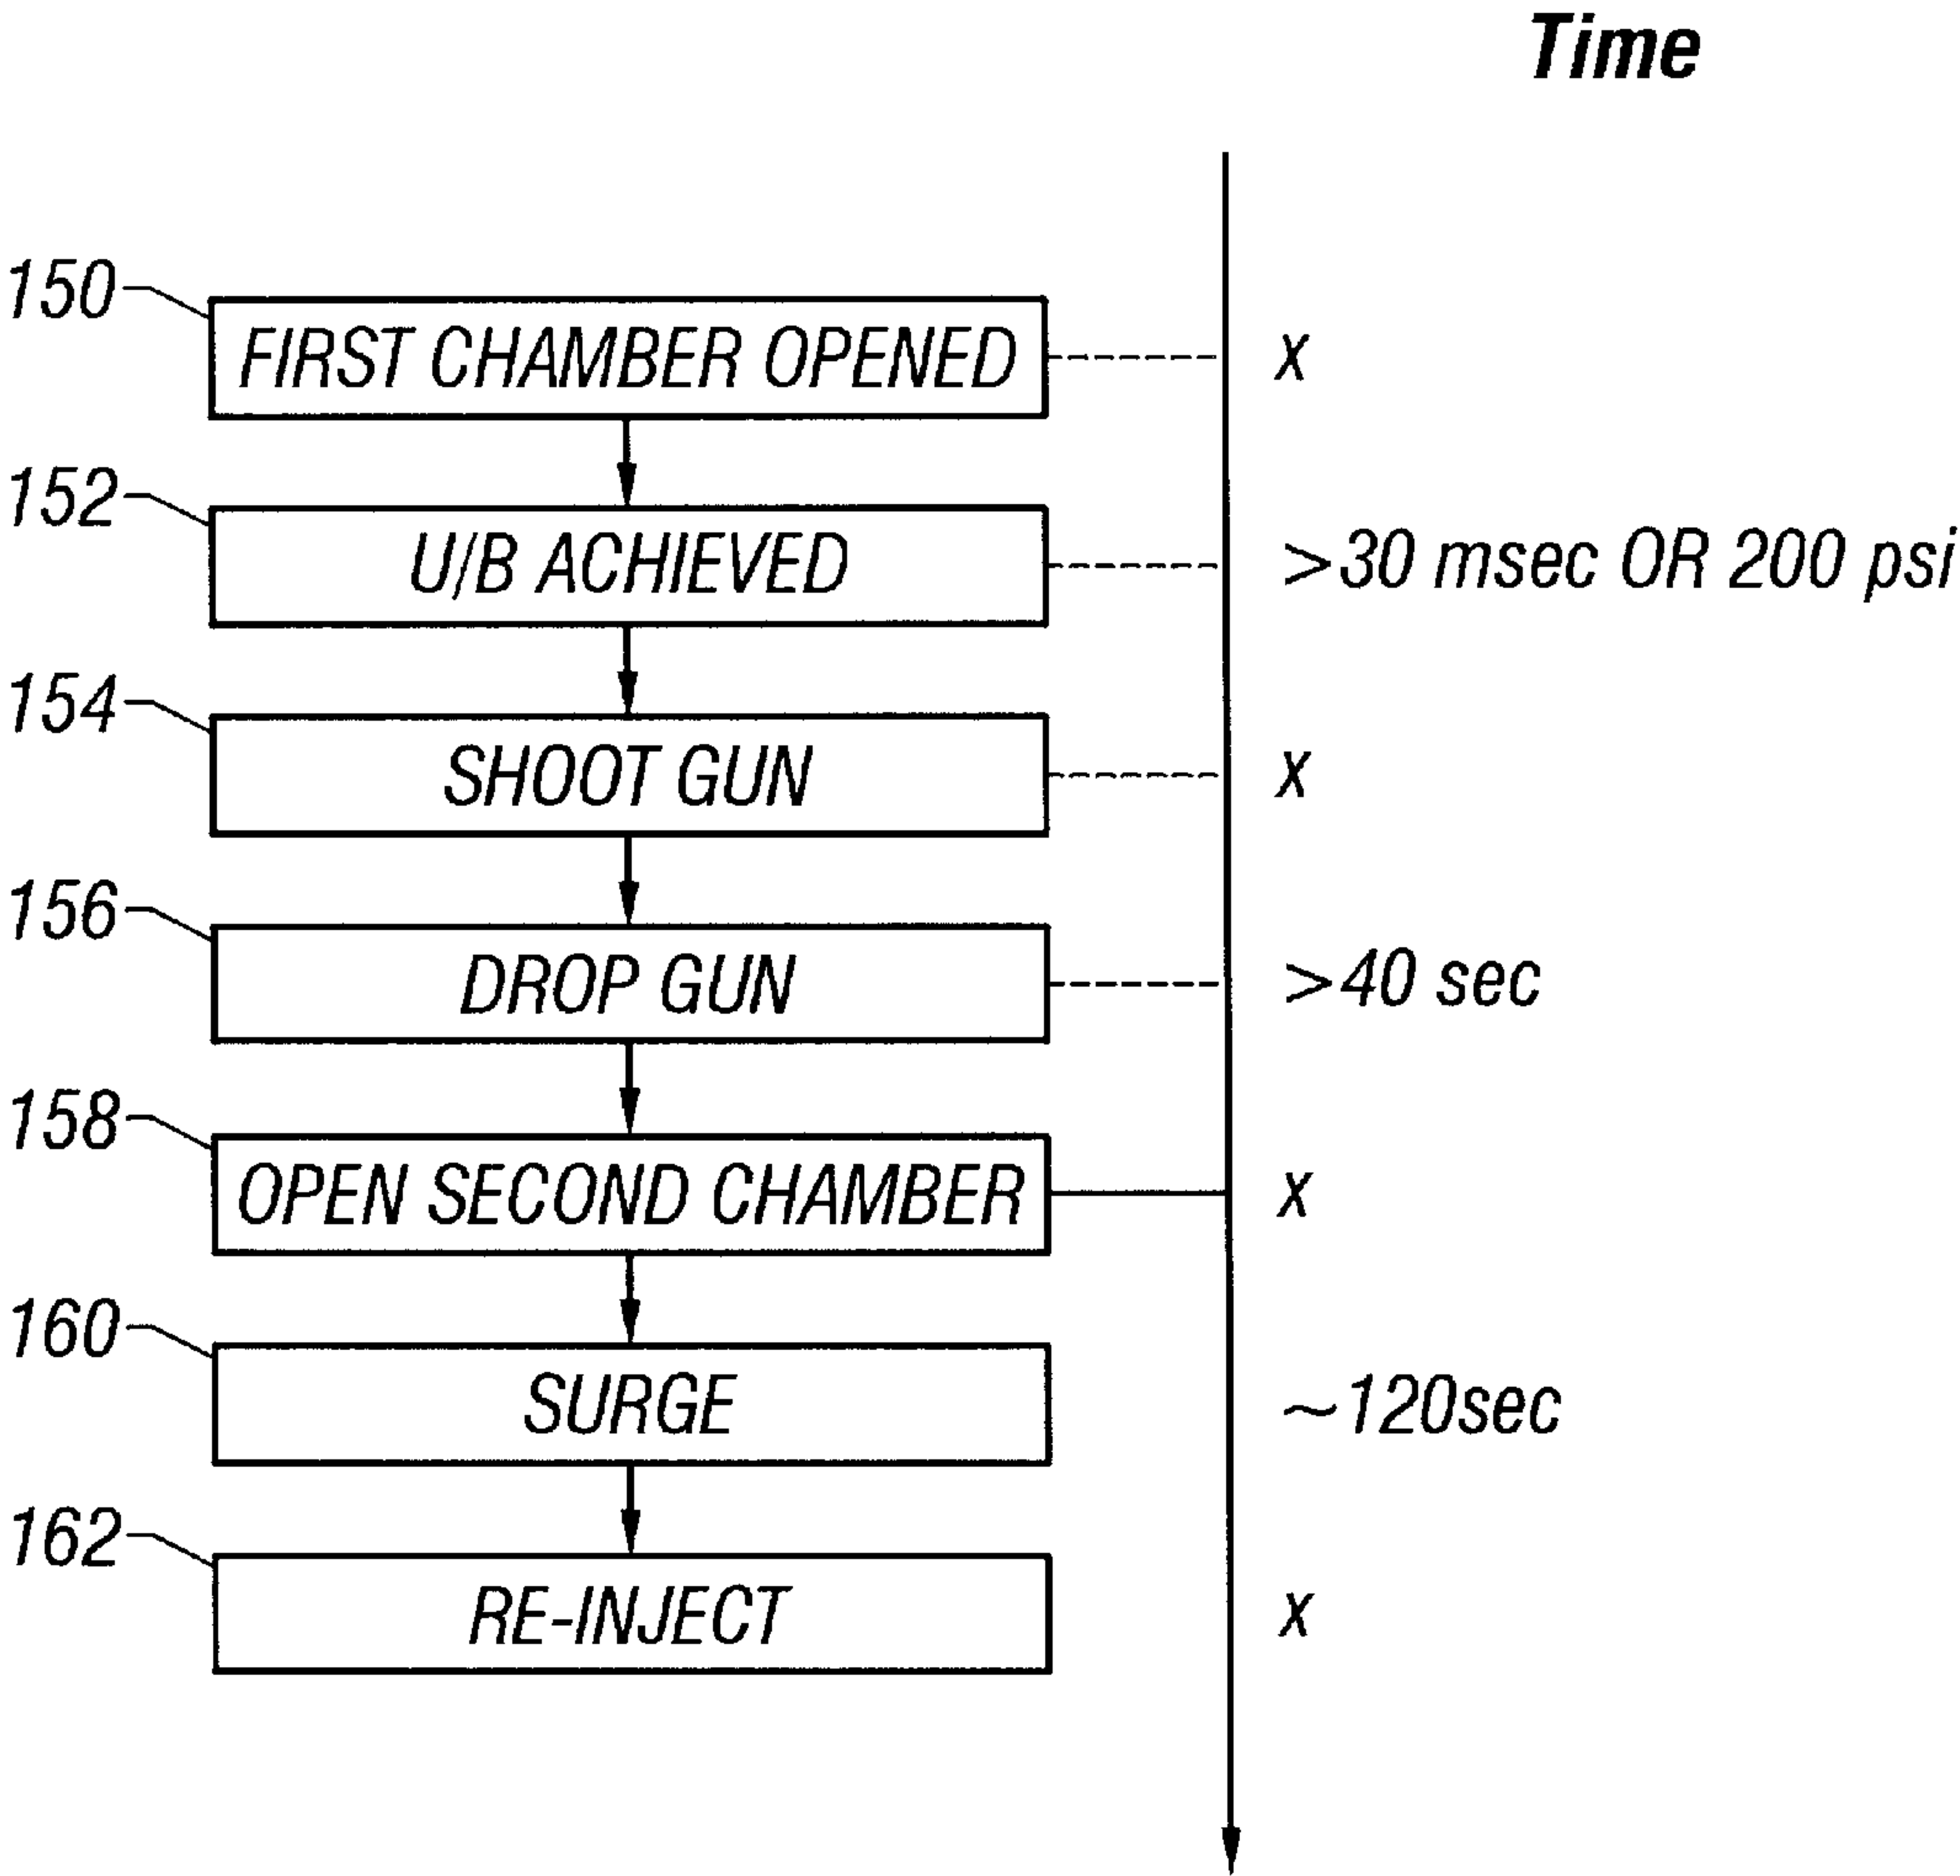 Time
150
FIRST CHAMBER OPENED
x
152
U/B ACHIEVED
>30 msec OR 200 psi
154
SHOOT GUN
x
156
DROP GUN
>40 sec
158
OPEN SECOND CHAMBER
x
160
SURGE
~120sec
162
RE-INJECT
x